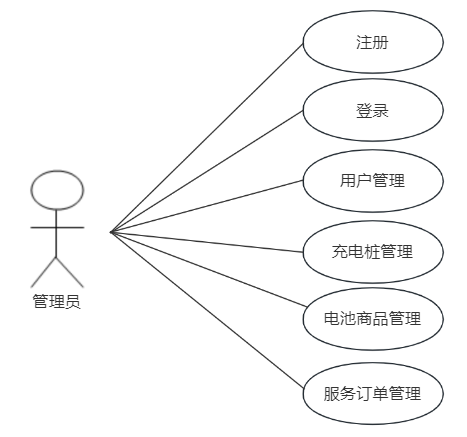 注册
登录
用户管理
充电桩管理
管理员
电池商品管理
服务订单管理